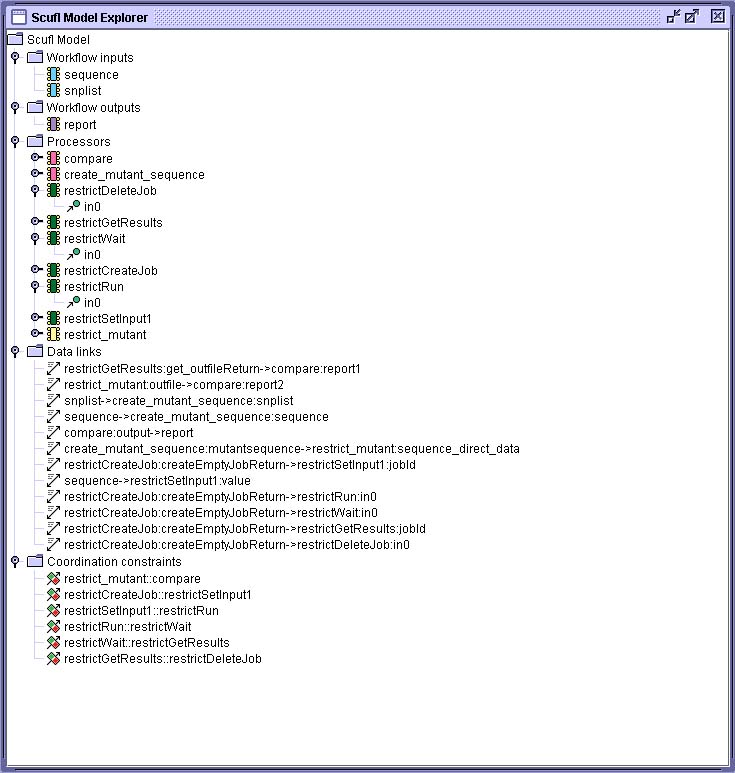 Scufl Model Explorer
Scufl Model
Workflow inputs
sequence
snplist
Workflow outputs
report
Processors
compare
create_mutant_sequence
restrictDeleteJob
in0
restrictGetResults
restrictWait
in0
restrictCreateJob
restrictRun
in0
restrictSetInput1
restrict_mutant
Data links
restrictGetResults:get_outfileReturn->compare:report1
restrict_mutant:outfile->compare:report2
snplist->create_mutant_sequence:snplist
sequence->create_mutant_sequence:sequence
compare:output->report
create_mutant_sequence:mutantsequence->restrict_mutant:sequence_direct_data
restrictCreateJob:createEmptyJobReturn->restrictSetInput1:jobId
sequence->restrictSetInput1:value
restrictCreateJob:createEmptyJobReturn->restrictRun:in0
restrictCreateJob:createEmptyJobReturn->restrictWait:in0
restrictCreateJob:createEmptyJobReturn->restrictGetResults:jobId
restrictCreateJob:createEmptyJobReturn->restrictDeleteJob:in0
Coordination constraints
restrict_mutant::compare
restrictCreateJob::restrictSetInput1
restrictSetInput1::restrictRun
restrictRun::restrictWait
restrictWait::restrictGetResults
restrictGetResults::restrictDeleteJob